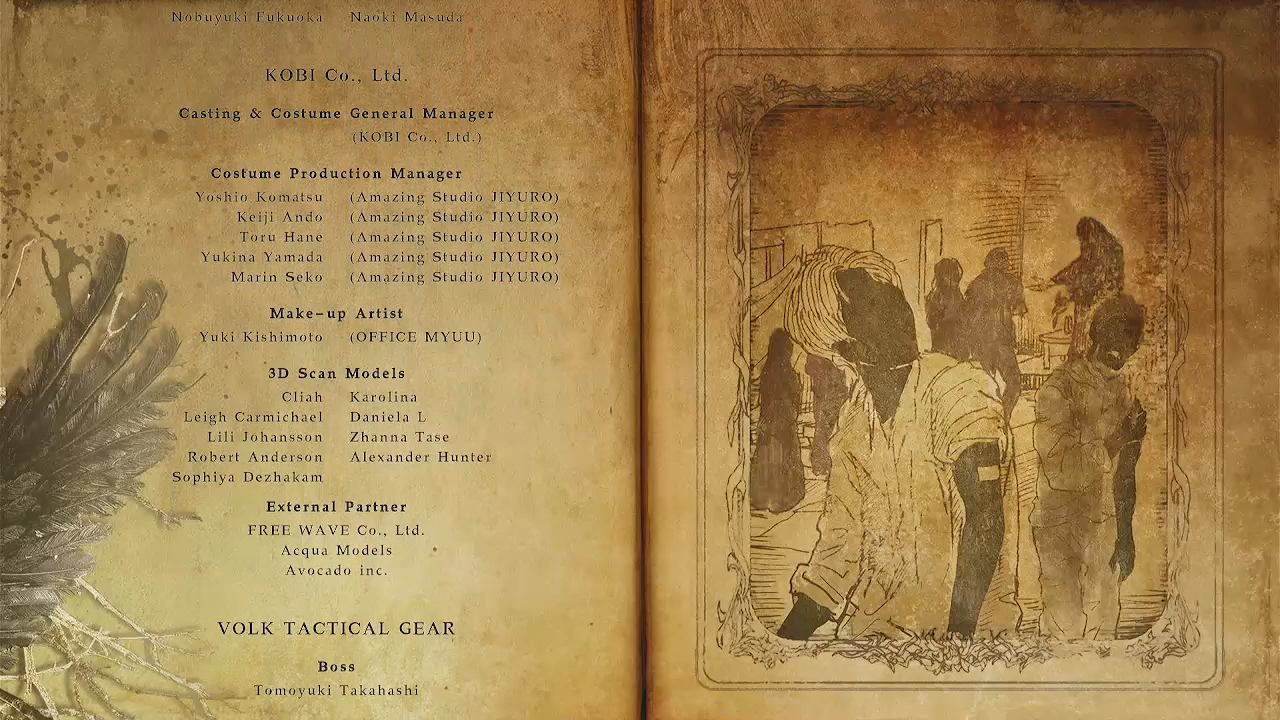 Nobuyuki Fukuoka Naoki Masuda
KOBI Co., Ltd.
Casting & Costume General Manager
(KOBI Co., Ltd.)
Costume Production Manager
Yoshio Komatsu (Amazing Studio JIYURO)
Keiji Ando (Amazing Studio JIYURO)
Toru Hane (Amazing Studio JIYURO)
Yukina Yamada (Amazing Studio JIYURO)
Marin Seko (Amazing Studio JIYURO)
Make-up Artist
Yuki Kishimoto (OFFICE MYUU)
3D Scan Models
Cliah Karolina
Leigh Carmichael Daniela L
Lili Johansson Zhanna Tase
Robert Anderson Alexander Hunter
Sophiya Dezhakam
External Partner
FREE WAVE Co., Ltd.
Acqua Models
Avocado inc.
VOLK TACTICAL GEAR
Boss
Tomoyuki Takahashi